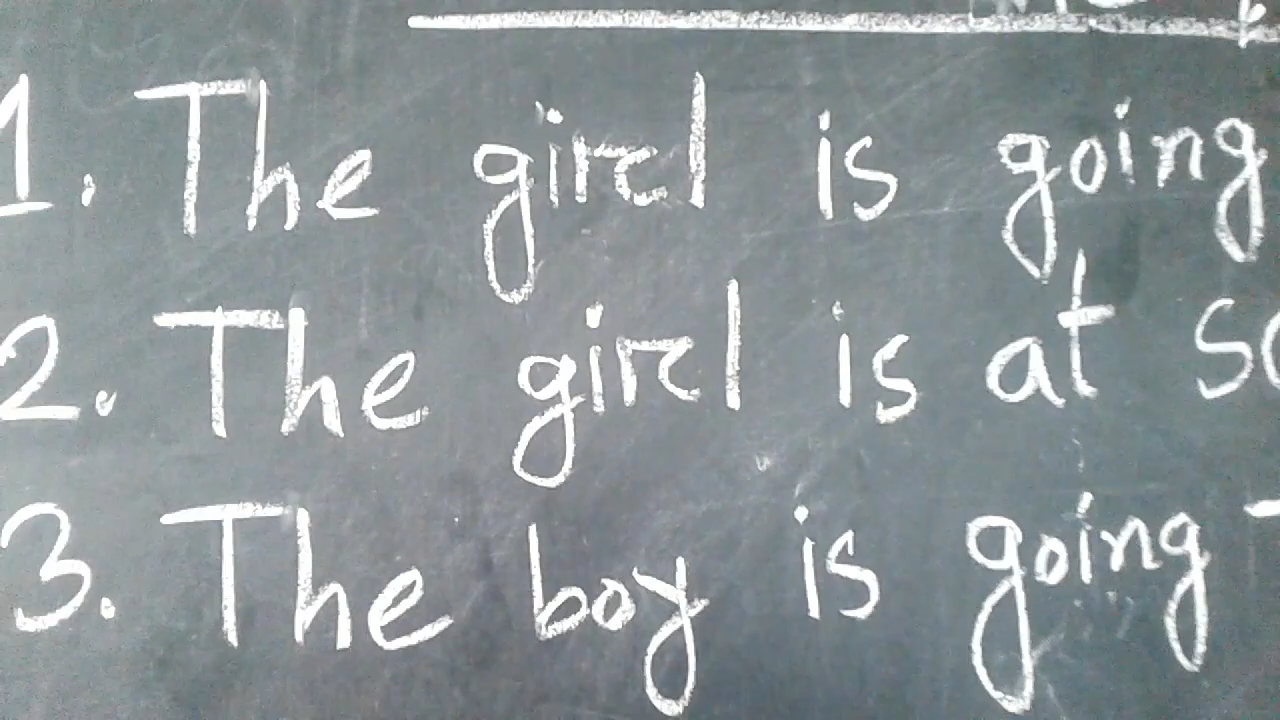 1. The girl is going
2. The girl is at
3. The boy is going